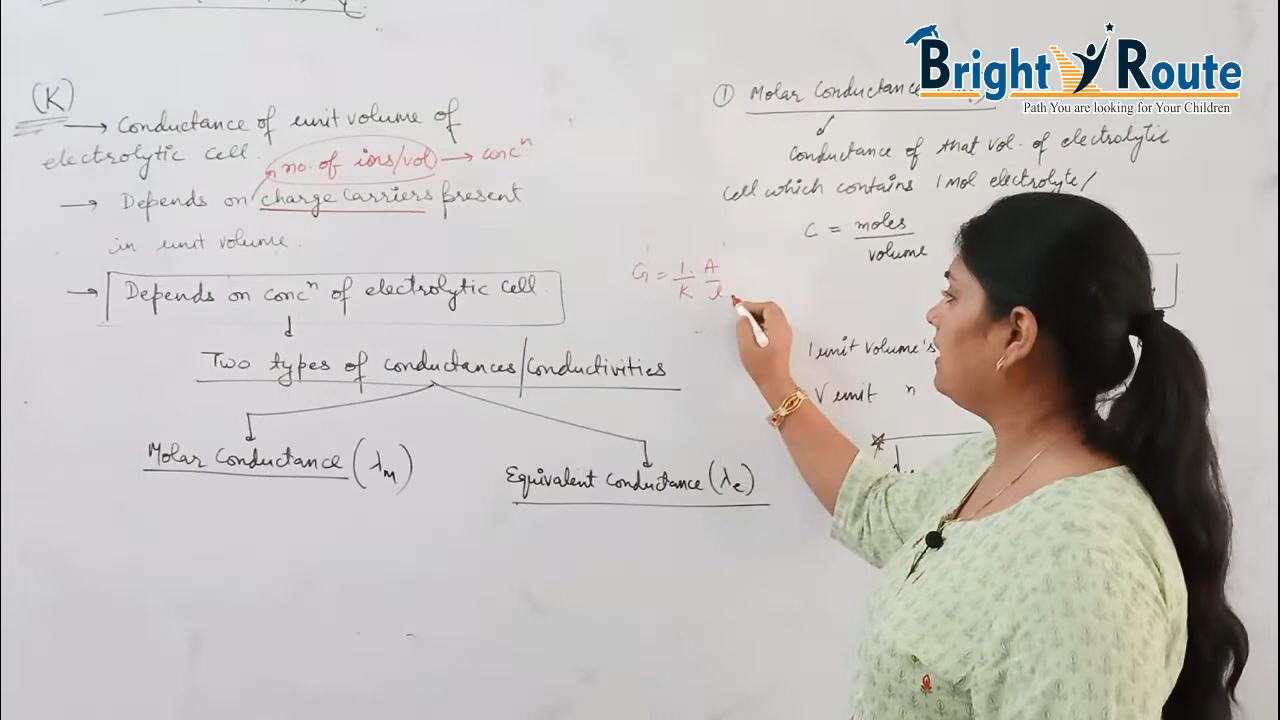 Bright Route
Path You are looking for Your Children
(K)
→ Conductance of unit volume of
electrolytic cell.
no. of ions/vol → concⁿ
→ Depends on charge carriers present
in unit volume.
→ Depends on concⁿ of electrolytic cell
Two types of conductances/Conductivities
Molar Conductance (λm)
Equivalent Conductance (λe)
G = 1/K · A/l
① Molar Conductance
Conductance of that vol. of electrolytic
cell which contains 1 mol electrolyte/
C = moles/volume
1 unit volume's
V unit "